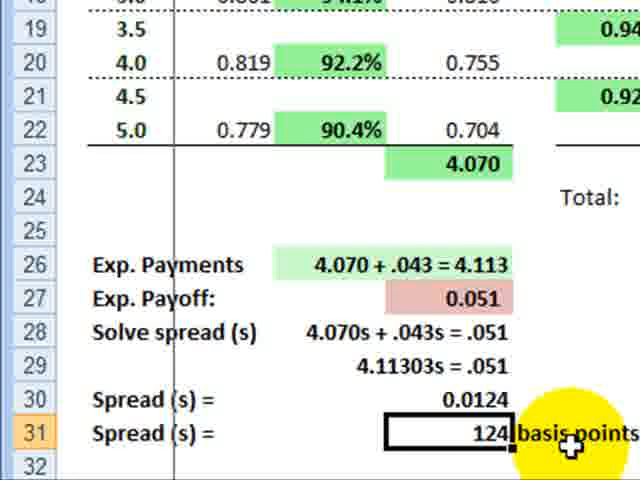 19 3.5 0.94
20 4.0 0.819 92.2% 0.755
21 4.5 0.92
22 5.0 0.779 90.4% 0.704
23 4.070
24 Total:
25
26 Exp. Payments 4.070 + .043 = 4.113
27 Exp. Payoff: 0.051
28 Solve spread (s) 4.070s + .043s = .051
29 4.11303s = .051
30 Spread (s) = 0.0124
31 Spread (s) = 124 basis points
32